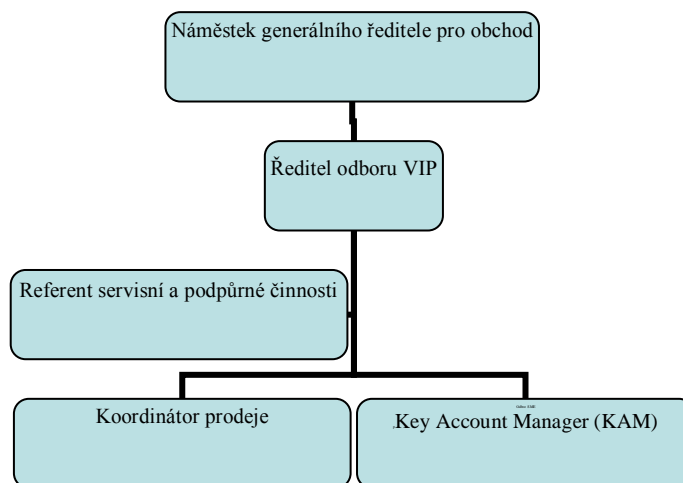 Náměstek generálního ředitele pro obchod
Ředitel odboru VIP
Referent servisní a podpůrné činnosti
Koordinátor prodeje
Key Account Manager (KAM)